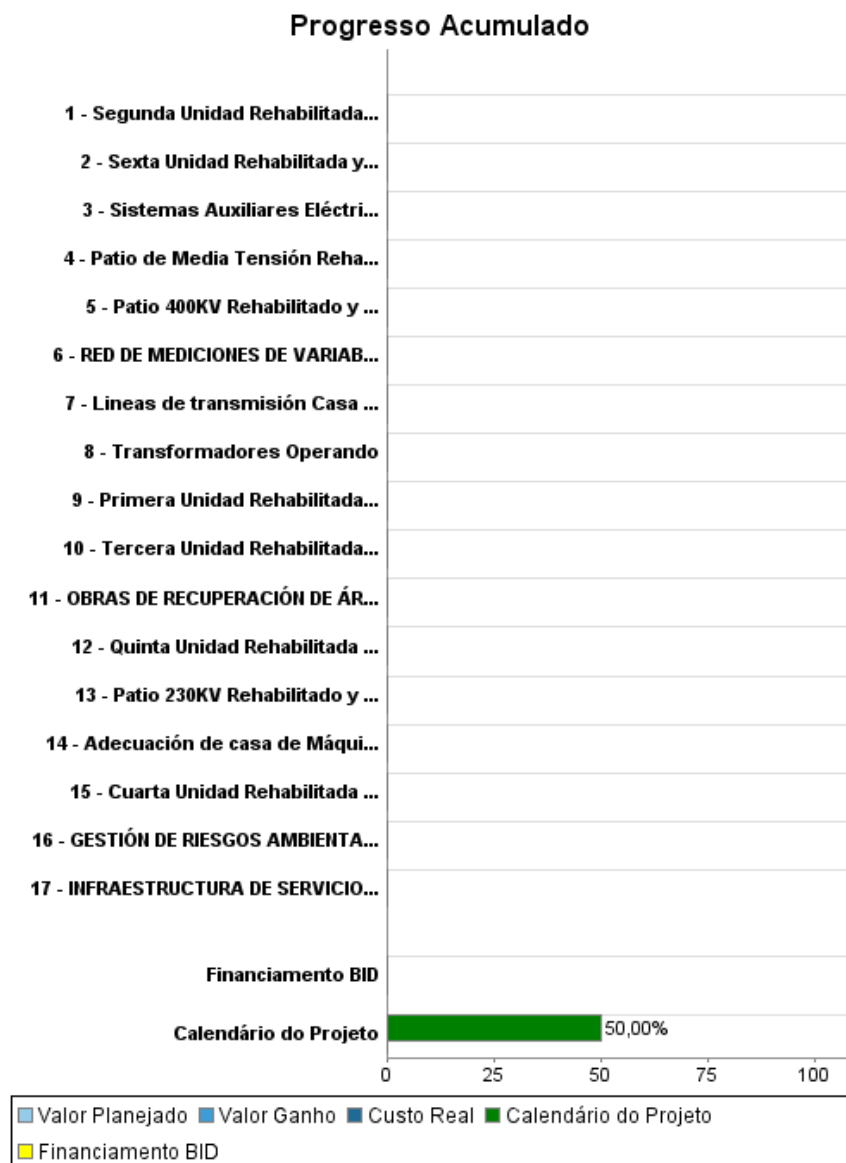 Progresso Acumulado
1 - Segunda Unidad Rehabilitada...
2 - Sexta Unidad Rehabilitada y...
3 - Sistemas Auxiliares Eléctri...
4 - Patio de Media Tensión Reha...
5 - Patio 400KV Rehabilitado y ...
6 - RED DE MEDICIONES DE VARIAB...
7 - Lineas de transmisión Casa ...
8 - Transformadores Operando
9 - Primera Unidad Rehabilitada...
10 - Tercera Unidad Rehabilitada...
11 - OBRAS DE RECUPERACIÓN DE ÁR...
12 - Quinta Unidad Rehabilitada ...
13 - Patio 230KV Rehabilitado y ...
14 - Adecuación de casa de Máqui...
15 - Cuarta Unidad Rehabilitada ...
16 - GESTIÓN DE RIESGOS AMBIENTA...
17 - INFRAESTRUCTURA DE SERVICIO...
Financiamento BID
Calendário do Projeto 50,00%
0 25 50 75 100
Valor Planejado Valor Ganho Custo Real Calendário do Projeto
Financiamento BID